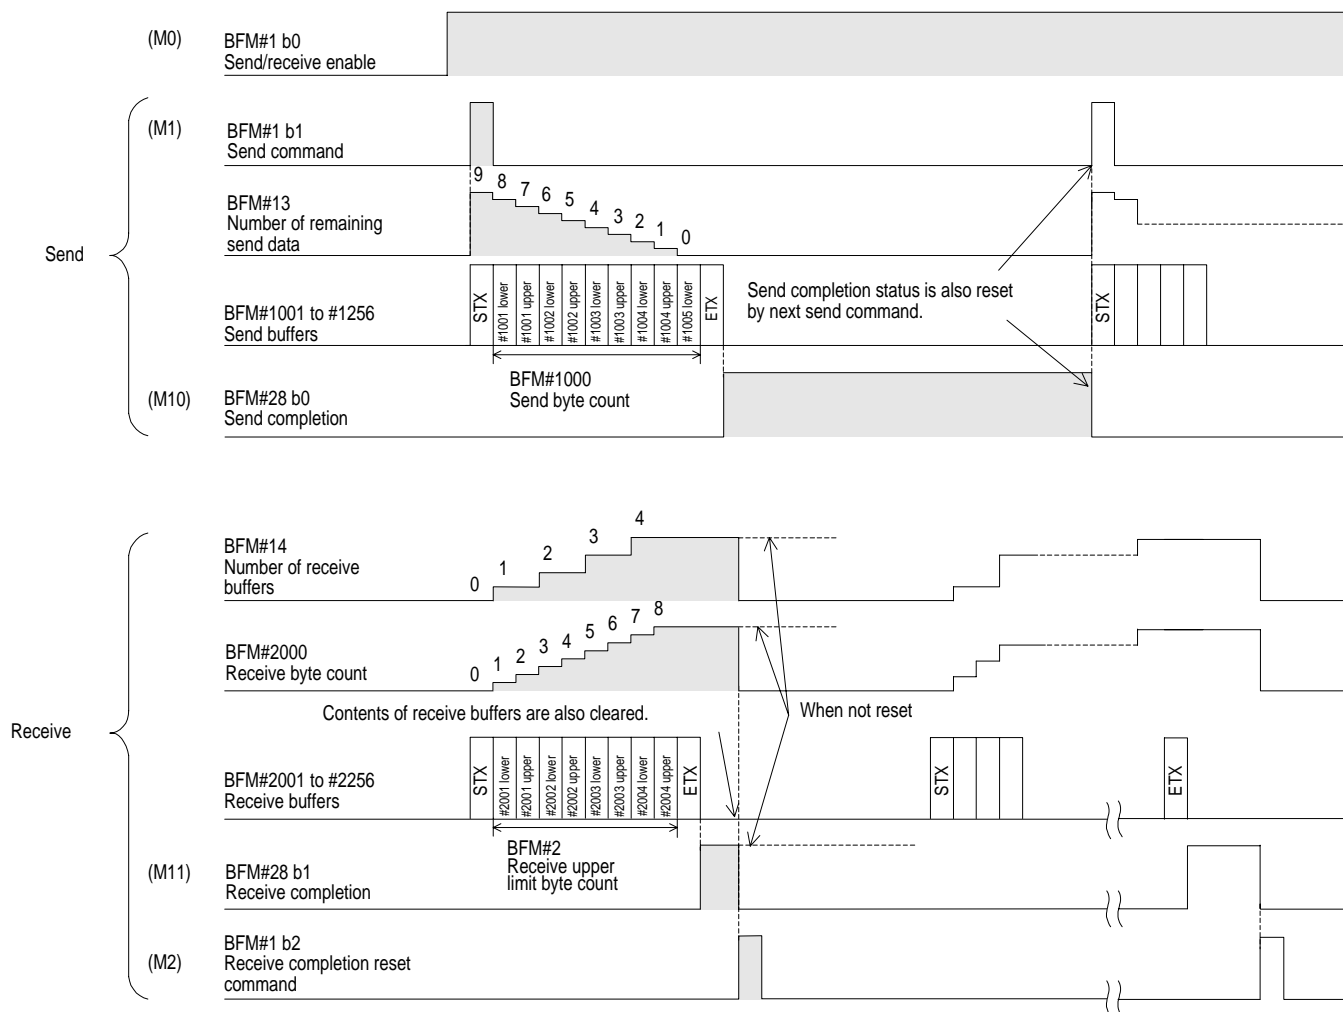 (M0)
BFM#1 b0
Send/receive enable
Send
(M1)
BFM#1 b1
Send command
BFM#13
Number of remaining
send data
9 8 7 6 5 4 3 2 1 0
BFM#1001 to #1256
Send buffers
STX
#1001 lower
#1001 upper
#1002 lower
#1002 upper
#1003 lower
#1003 upper
#1004 lower
#1004 upper
#1005 lower
ETX
Send completion status is also reset
by next send command.
STX
BFM#1000
Send byte count
(M10)
BFM#28 b0
Send completion
Receive
BFM#14
Number of receive
buffers
0 1 2 3 4
BFM#2000
Receive byte count
0 1 2 3 4 5 6 7 8
Contents of receive buffers are also cleared.
When not reset
BFM#2001 to #2256
Receive buffers
STX
#2001 lower
#2001 upper
#2002 lower
#2002 upper
#2003 lower
#2003 upper
#2004 lower
#2004 upper
ETX
STX
ETX
BFM#2
Receive upper
limit byte count
(M11)
BFM#28 b1
Receive completion
(M2)
BFM#1 b2
Receive completion reset
command